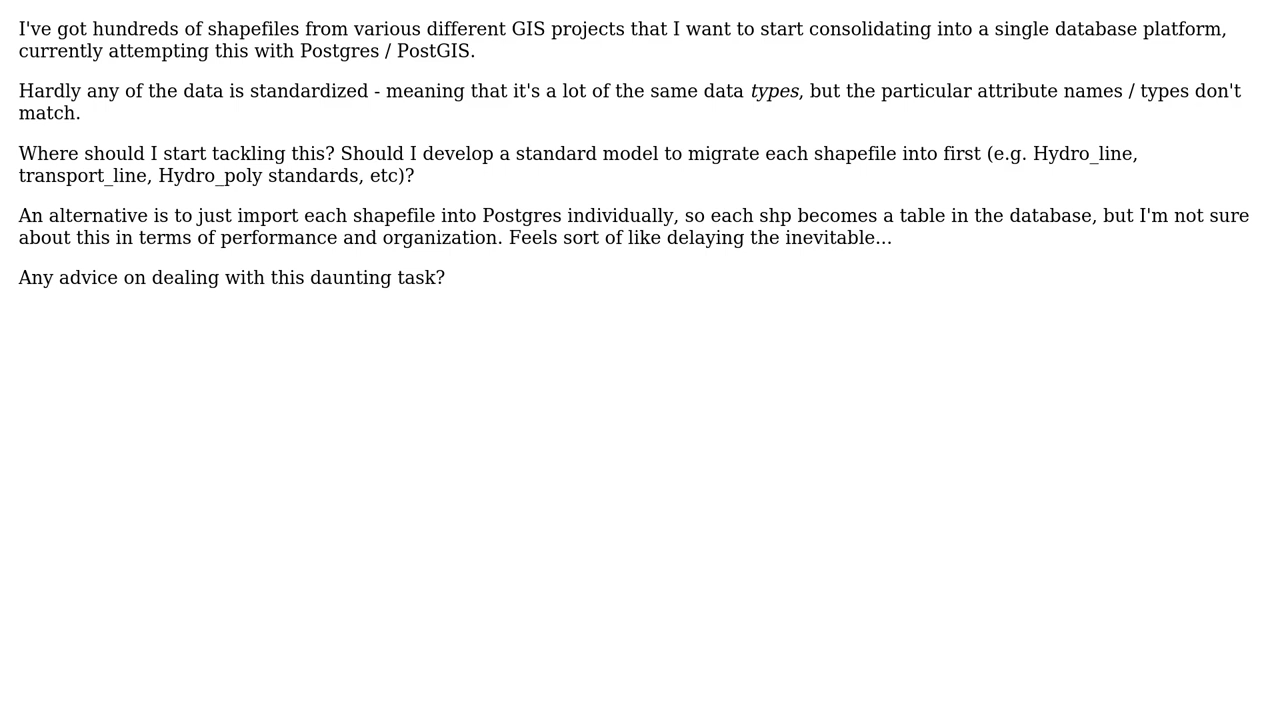 I've got hundreds of shapefiles from various different GIS projects that I want to start consolidating into a single database platform,
currently attempting this with Postgres / PostGIS.
Hardly any of the data is standardized - meaning that it's a lot of the same data types, but the particular attribute names / types don't
match.
Where should I start tackling this? Should I develop a standard model to migrate each shapefile into first (e.g. Hydro_line,
transport_line, Hydro_poly standards, etc)?
An alternative is to just import each shapefile into Postgres individually, so each shp becomes a table in the database, but I'm not sure
about this in terms of performance and organization. Feels sort of like delaying the inevitable...
Any advice on dealing with this daunting task?